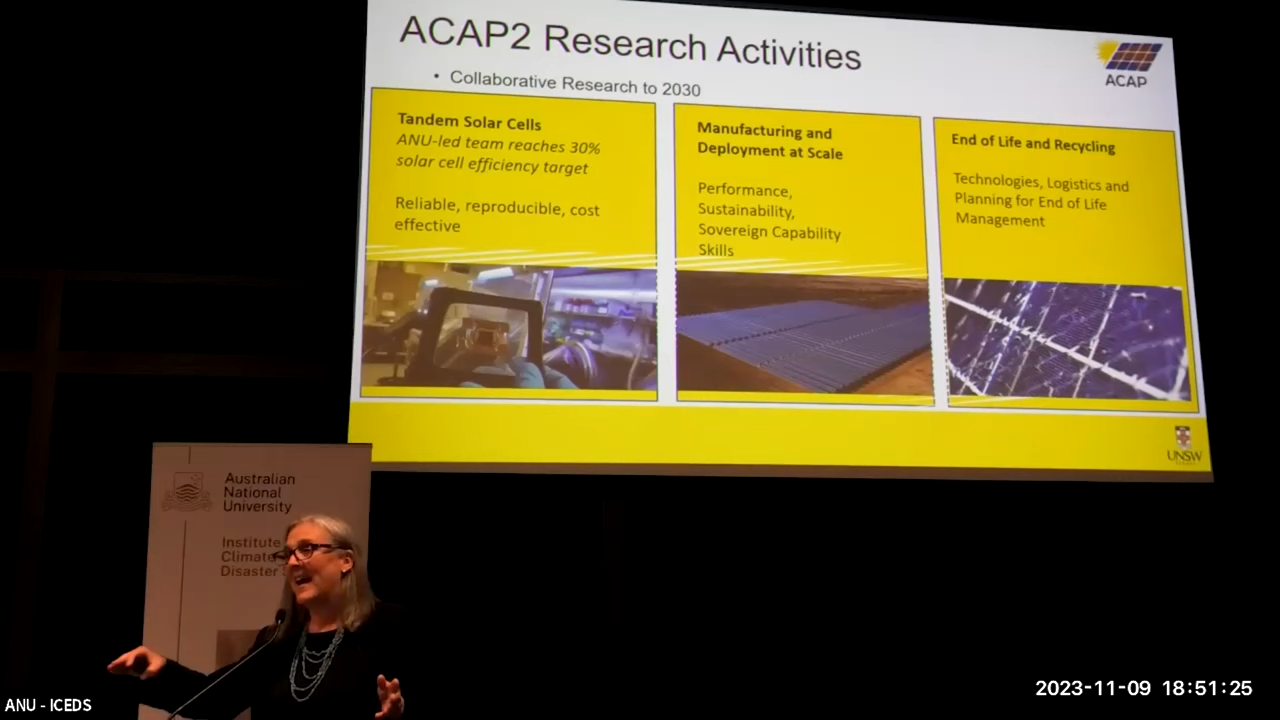 ACAP2 Research Activities
• Collaborative Research to 2030
ACAP
Tandem Solar Cells
ANU-led team reaches 30%
solar cell efficiency target
Reliable, reproducible, cost
effective
Manufacturing and
Deployment at Scale
Performance,
Sustainability,
Sovereign Capability
Skills
End of Life and Recycling
Technologies, Logistics and
Planning for End of Life
Management
UNSW
Australian
National
University
Institute
Climate
Disaster
2023-11-09 18:51:25
ANU - ICEDS